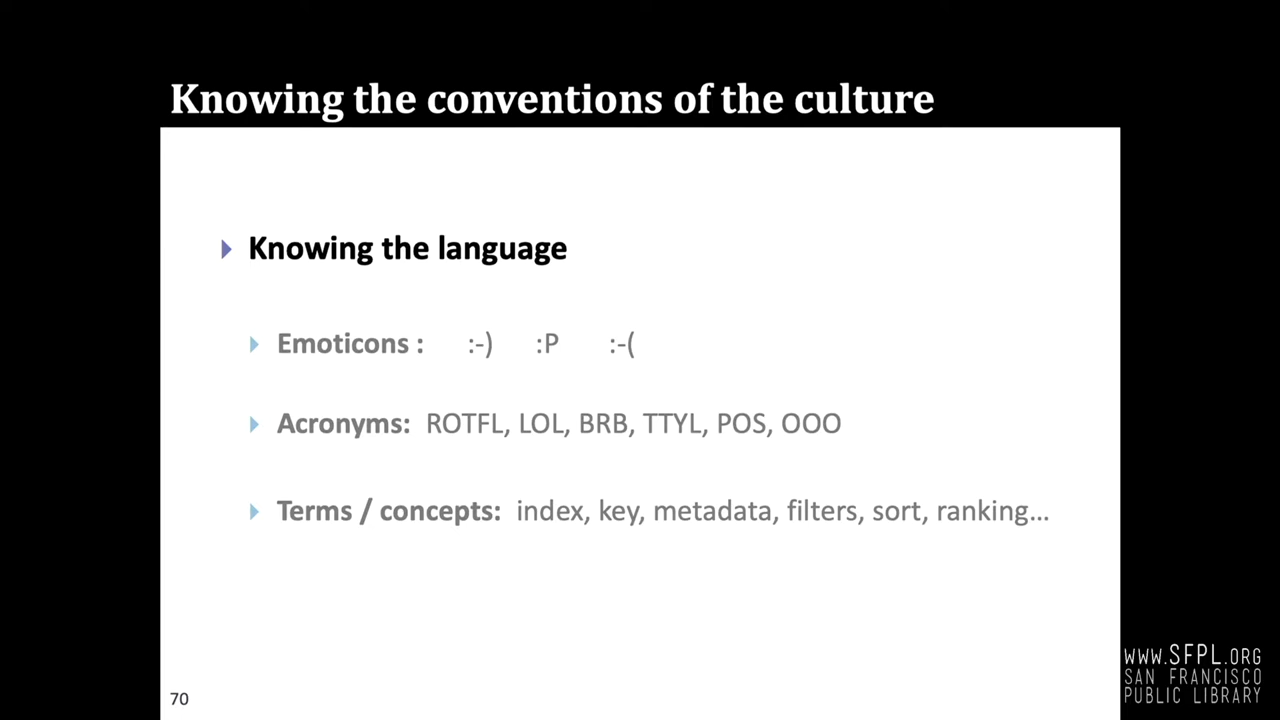 Knowing the conventions of the culture
Knowing the language
Emoticons : :-) :P :-(
Acronyms: ROTFL, LOL, BRB, TTYL, POS, OOO
Terms / concepts: index, key, metadata, filters, sort, ranking…
70
WWW.SFPL.ORG
SAN FRANCISCO
PUBLIC LIBRARY